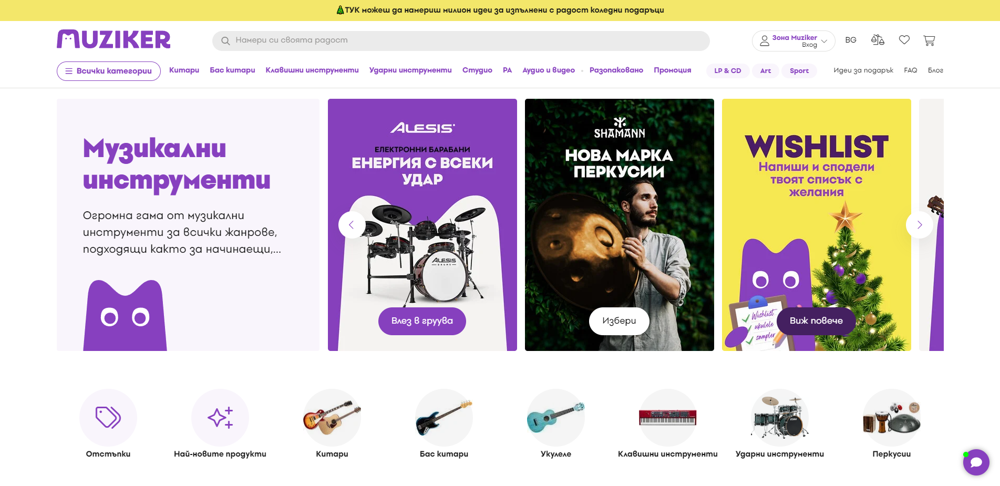 ТУК можеш да намериш милион идеи за изпълнени с радост коледни подаръци
MUZIKER
Намери си своята радост
Зона Muziker
Вход
BG
Всички категории
Китари
Бас китари
Клавишни инструменти
Ударни инструменти
Студио
PA
Аудио и видео
Разопаковано
Промоция
LP & CD
Art
Sport
Идеи за подарък
FAQ
Блог
Музикални
инструменти
Огромна гама от музикални
инструменти за всички жанрове,
подходящи както за начинаещи,...
ALESIS
ЕЛЕКТРОННИ БАРАБАНИ
ЕНЕРГИЯ С ВСЕКИ
УДАР
ALESIS
DRUMS
Влез в груува
SHAMANN
НОВА МАРКА
ПЕРКУСИИ
Избери
WISHLIST
Напиши и сподели
твоят списък с
желания
Wishlist
ukulele
sampler
Виж повече
Отстъпки
Най-новите продукти
Китари
Бас китари
Укулеле
Клавишни инструменти
Ударни инструменти
Перкусии